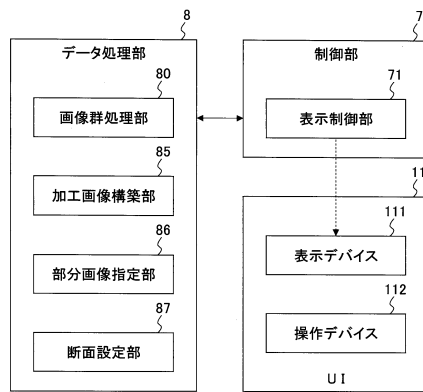 8
データ処理部
80
画像群処理部
85
加工画像構築部
86
部分画像指定部
87
断面設定部
7
制御部
71
表示制御部
11
111
表示デバイス
112
操作デバイス
UI